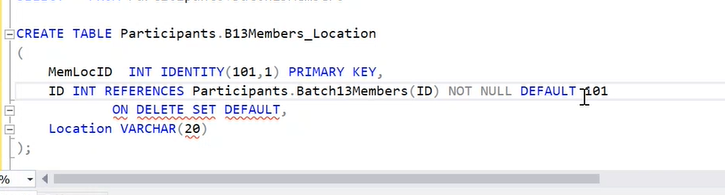 CREATE TABLE Participants.B13Members_Location
(
MemLocID INT IDENTITY(101,1) PRIMARY KEY,
ID INT REFERENCES Participants.Batch13Members(ID) NOT NULL DEFAULT 101
ON DELETE SET DEFAULT,
Location VARCHAR(20)
);
%